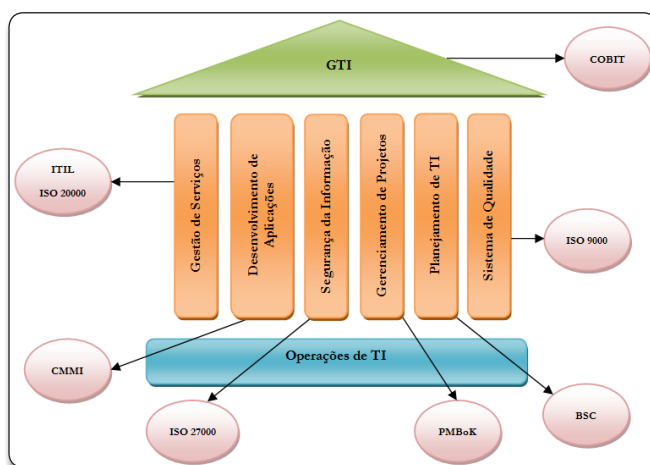 GTI
COBIT
ITIL
ISO 20000
Gestão de Serviços
Desenvolvimento de
Aplicações
Segurança da Informação
Gerenciamento de Projetos
Planejamento de TI
Sistema de Qualidade
ISO 9000
Operações de TI
CMMI
ISO 27000
PMBoK
BSC